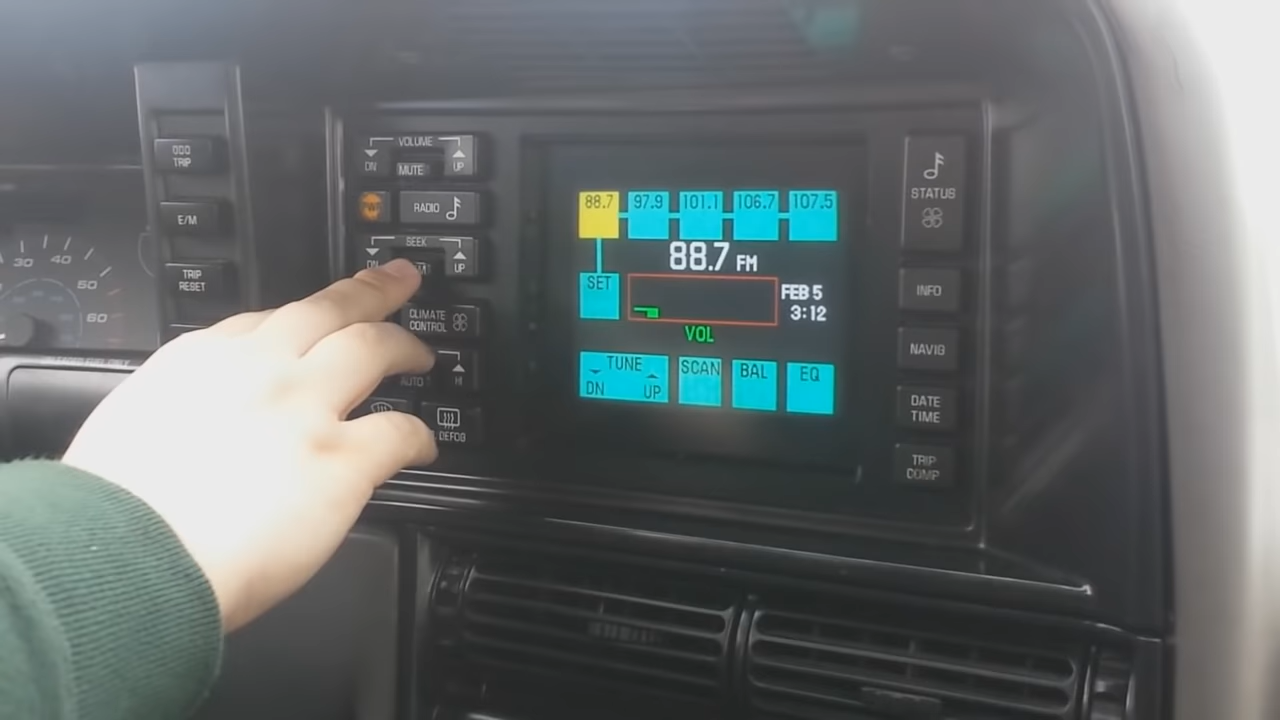 ODO
TRIP
E/M
TRIP
RESET
30 40
50
60
VOLUME
DN
MUTE
UP
PWR
RADIO
SEEK
DN
UP
CLIMATE
CONTROL
AUTO
HI
DEFOG
88.7 97.9 101.1 106.7 107.5
88.7 FM
SET
FEB 5
3:12
VOL
TUNE
DN UP
SCAN
BAL
EQ
STATUS
INFO
NAVIG
DATE
TIME
TRIP
COMP